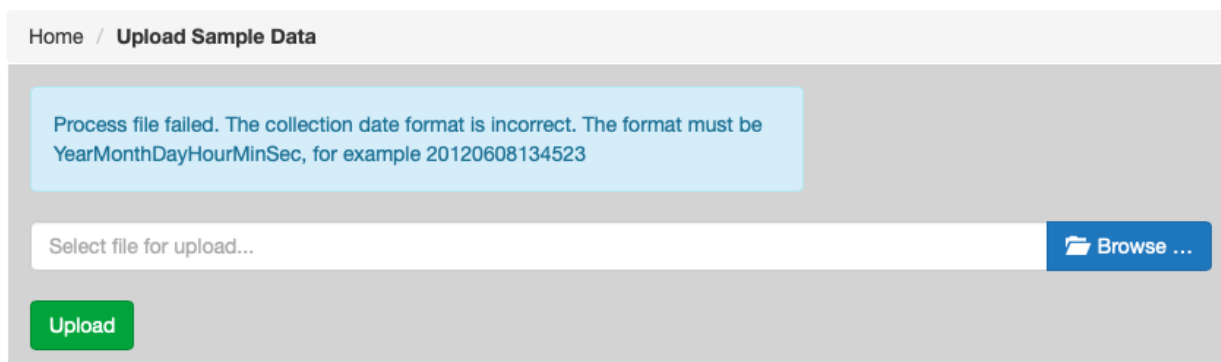 Home / Upload Sample Data
Process file failed. The collection date format is incorrect. The format must be
YearMonthDayHourMinSec, for example 20120608134523
Select file for upload...
Browse ...
Upload